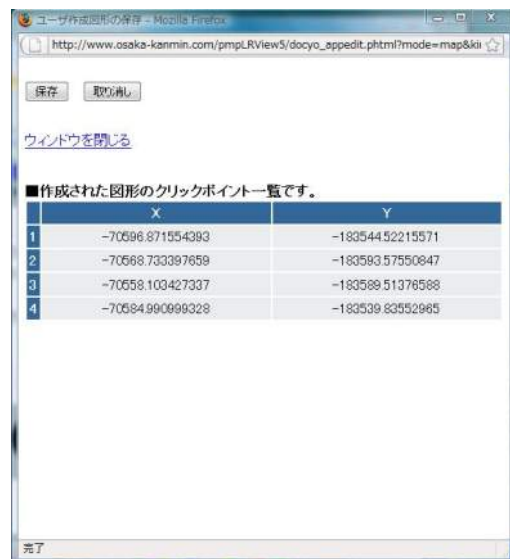 ユーザ作成図形の保存 - Mozilla Firefox
http://www.osaka-kanmin.com/pmpLRView5/docyo_appedit.phtml?mode=map&kii
保存 取り消し
ウィンドウを閉じる
■作成された図形のクリックポイント一覧です。
X Y
1 -70596.871554393 -183544.52215571
2 -70568.733397659 -183593.57550847
3 -70558.103427337 -183589.51376588
4 -70584.990999328 -183539.83552965
完了